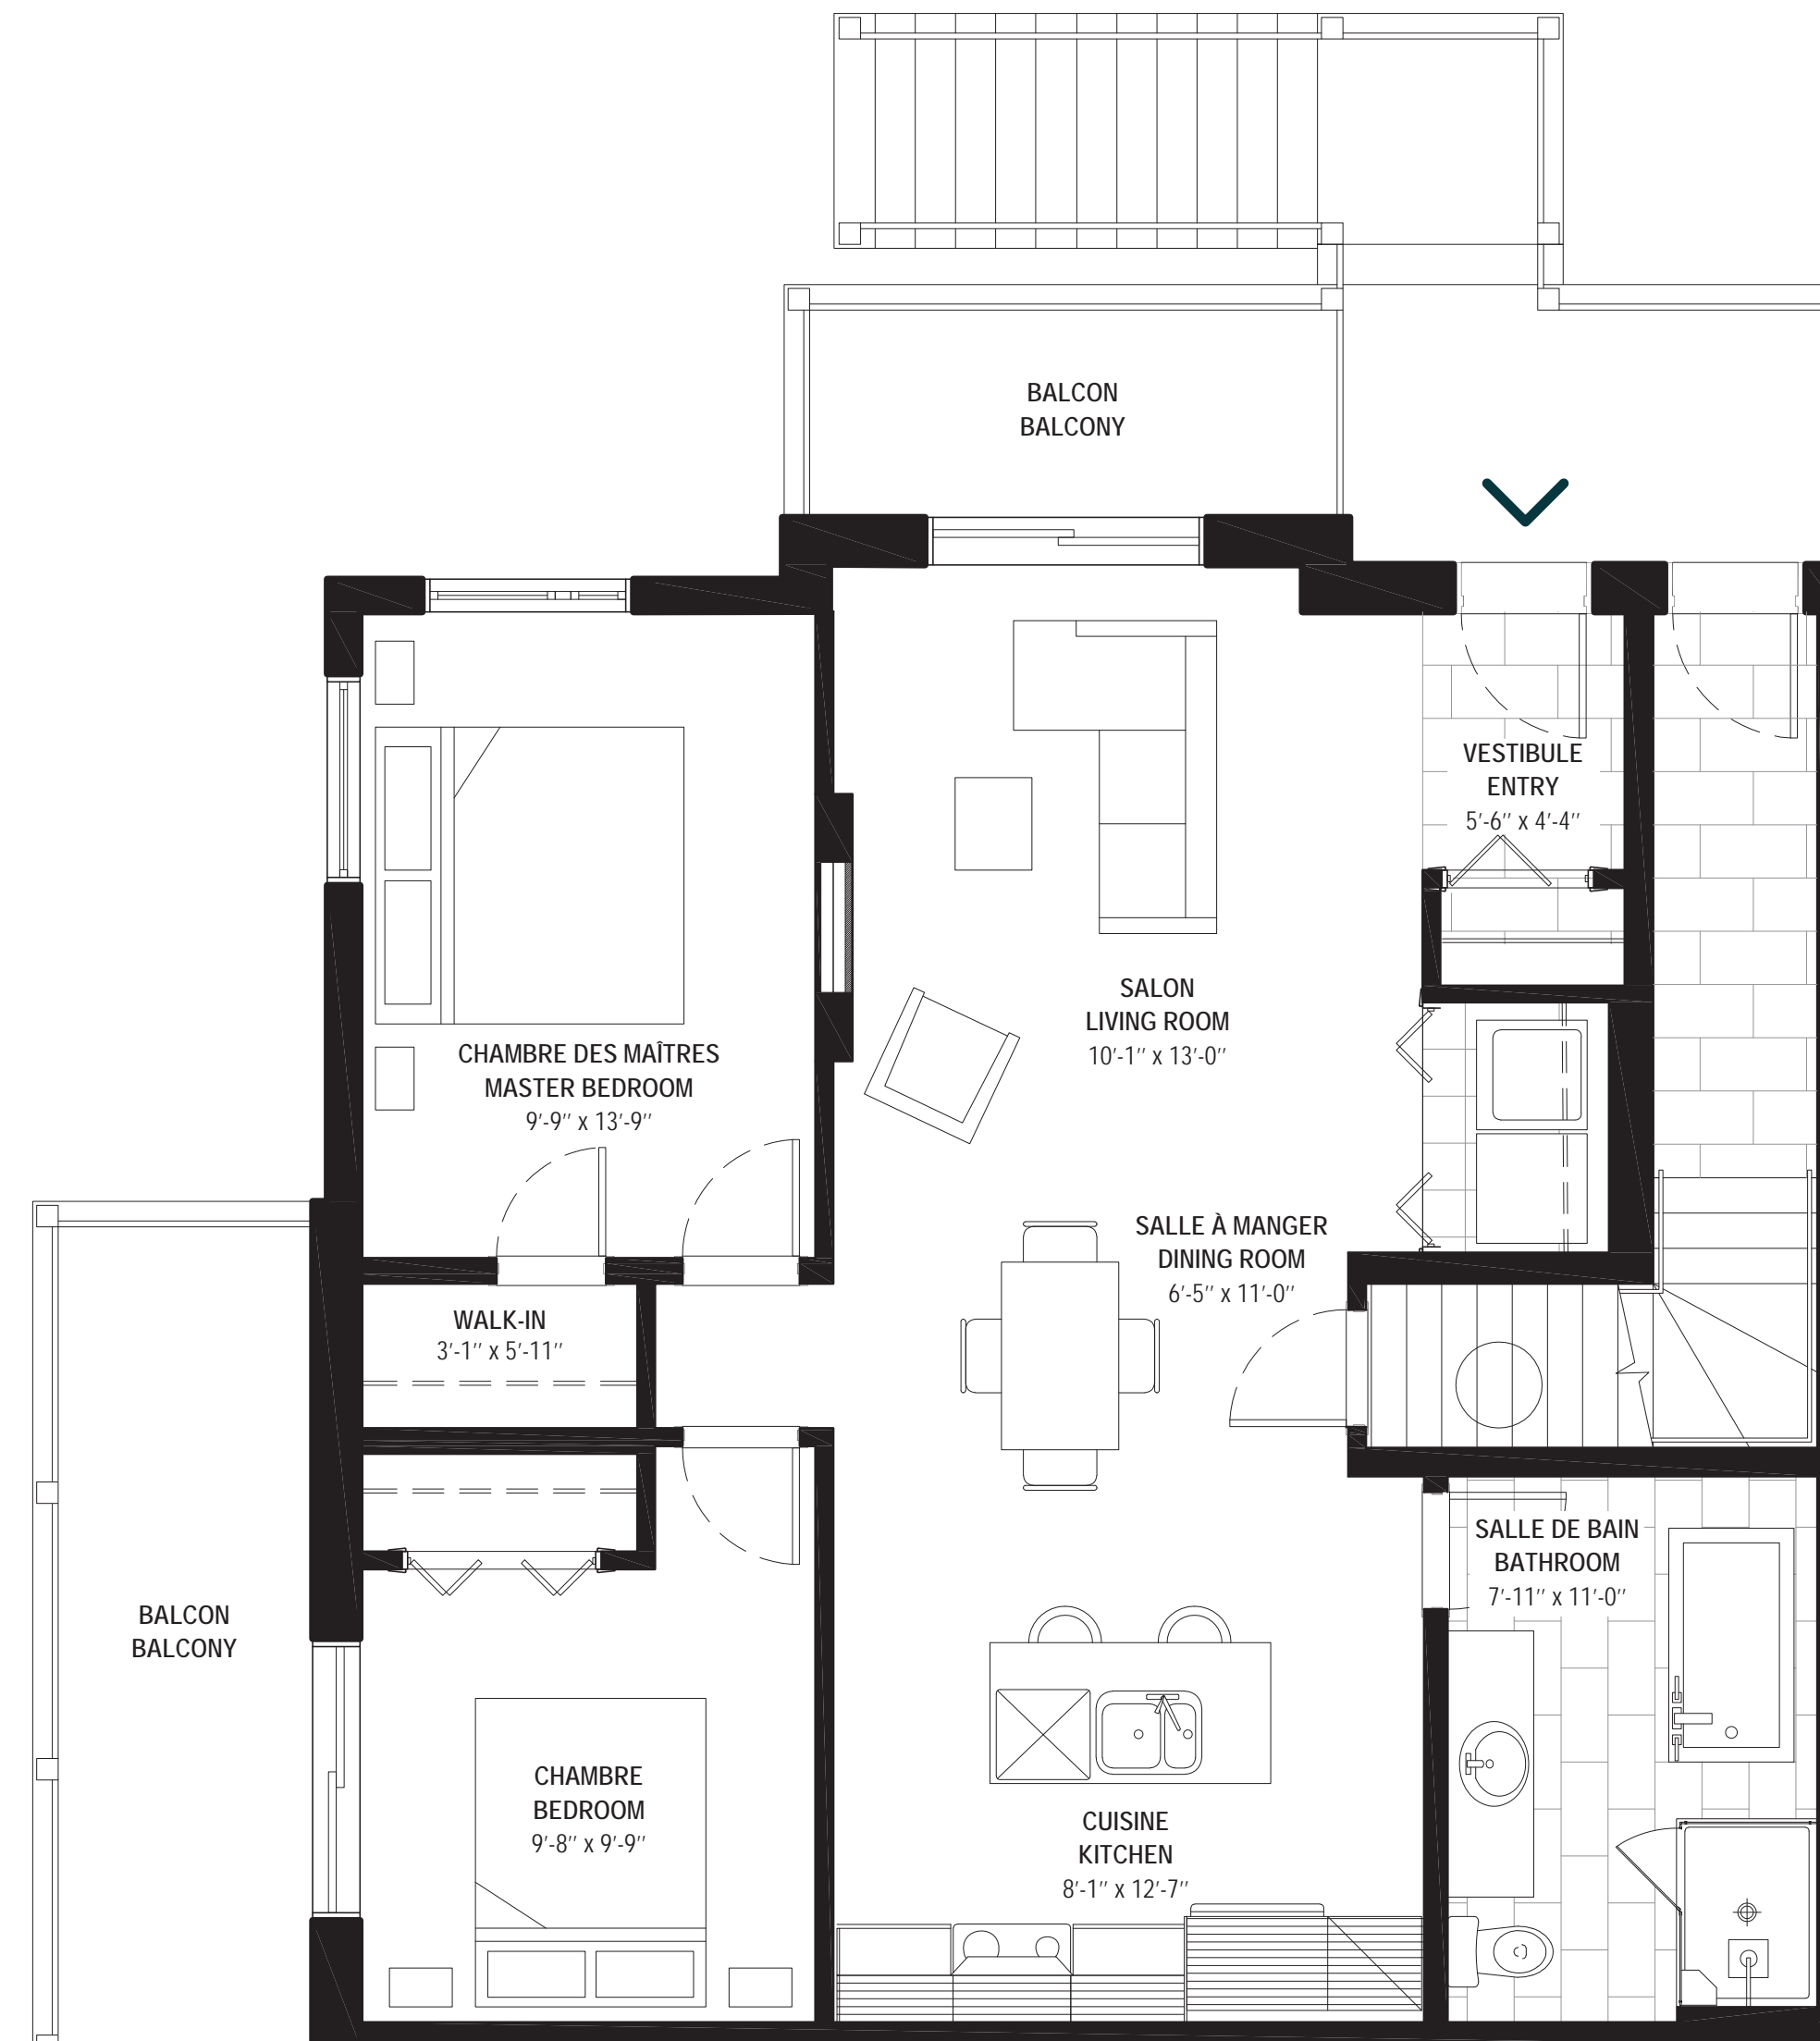 BALCON
BALCONY
VESTIBULE
ENTRY
5'-6'' x 4'-4''
SALON
LIVING ROOM
10'-1'' x 13'-0''
CHAMBRE DES MAÎTRES
MASTER BEDROOM
9'-9'' x 13'-9''
SALLE À MANGER
DINING ROOM
6'-5'' x 11'-0''
WALK-IN
3'-1'' x 5'-11''
SALLE DE BAIN
BATHROOM
7'-11'' x 11'-0''
BALCON
BALCONY
CHAMBRE
BEDROOM
9'-8'' x 9'-9''
CUISINE
KITCHEN
8'-1'' x 12'-7''